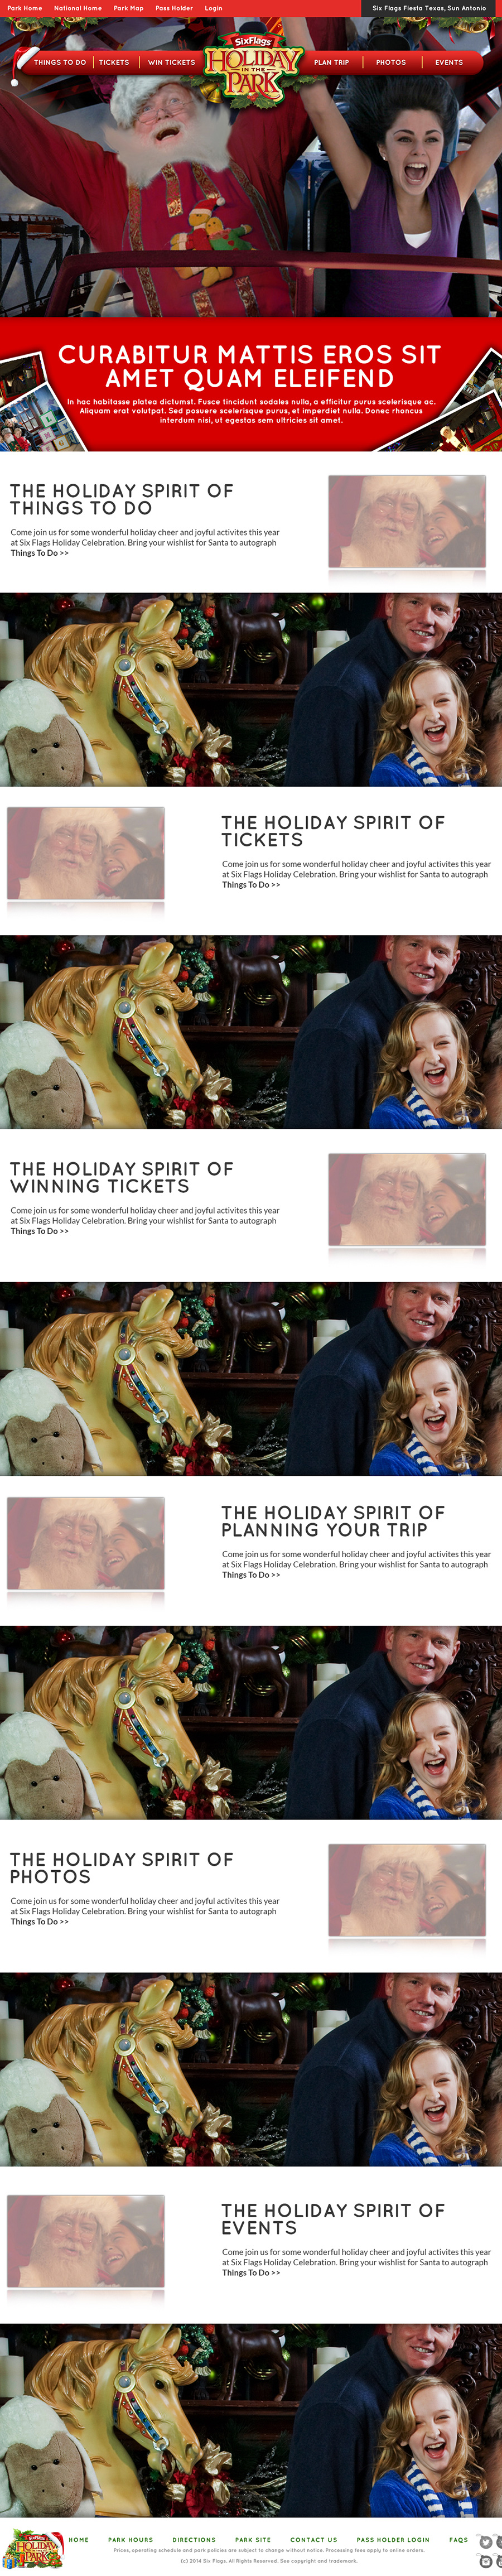 Park Home National Home Park Map Pass Holder Login Six Flags Fiesta Texas, Sun Antonio
THINGS TO DO TICKETS WIN TICKETS PLAN TRIP PHOTOS EVENTS
SixFlags
HOLIDAY
IN THE
PARK
CURABITUR MATTIS EROS SIT
AMET QUAM ELEIFEND
In hac habitasse platea dictumst. Fusce tincidunt sodales nulla, a efficitur purus scelerisque ac.
Aliquam erat volutpat. Sed posuere scelerisque purus, et imperdiet nulla. Donec rhoncus
interdum nisi, ut egestas sem ultricies sit amet.
THE HOLIDAY SPIRIT OF
THINGS TO DO
Come join us for some wonderful holiday cheer and joyful activites this year
at Six Flags Holiday Celebration. Bring your wishlist for Santa to autograph
Things To Do >>
THE HOLIDAY SPIRIT OF
TICKETS
Come join us for some wonderful holiday cheer and joyful activites this year
at Six Flags Holiday Celebration. Bring your wishlist for Santa to autograph
Things To Do >>
THE HOLIDAY SPIRIT OF
WINNING TICKETS
Come join us for some wonderful holiday cheer and joyful activites this year
at Six Flags Holiday Celebration. Bring your wishlist for Santa to autograph
Things To Do >>
THE HOLIDAY SPIRIT OF
PLANNING YOUR TRIP
Come join us for some wonderful holiday cheer and joyful activites this year
at Six Flags Holiday Celebration. Bring your wishlist for Santa to autograph
Things To Do >>
THE HOLIDAY SPIRIT OF
PHOTOS
Come join us for some wonderful holiday cheer and joyful activites this year
at Six Flags Holiday Celebration. Bring your wishlist for Santa to autograph
Things To Do >>
THE HOLIDAY SPIRIT OF
EVENTS
Come join us for some wonderful holiday cheer and joyful activites this year
at Six Flags Holiday Celebration. Bring your wishlist for Santa to autograph
Things To Do >>
SixFlags
HOLIDAY
IN THE
PARK
HOME PARK HOURS DIRECTIONS PARK SITE CONTACT US PASS HOLDER LOGIN FAQS
Prices, operating schedule and park policies are subject to change without notice. Processing fees apply to online orders.
(c) 2014 Six Flags. All Rights Reserved. See copyright and trademark.